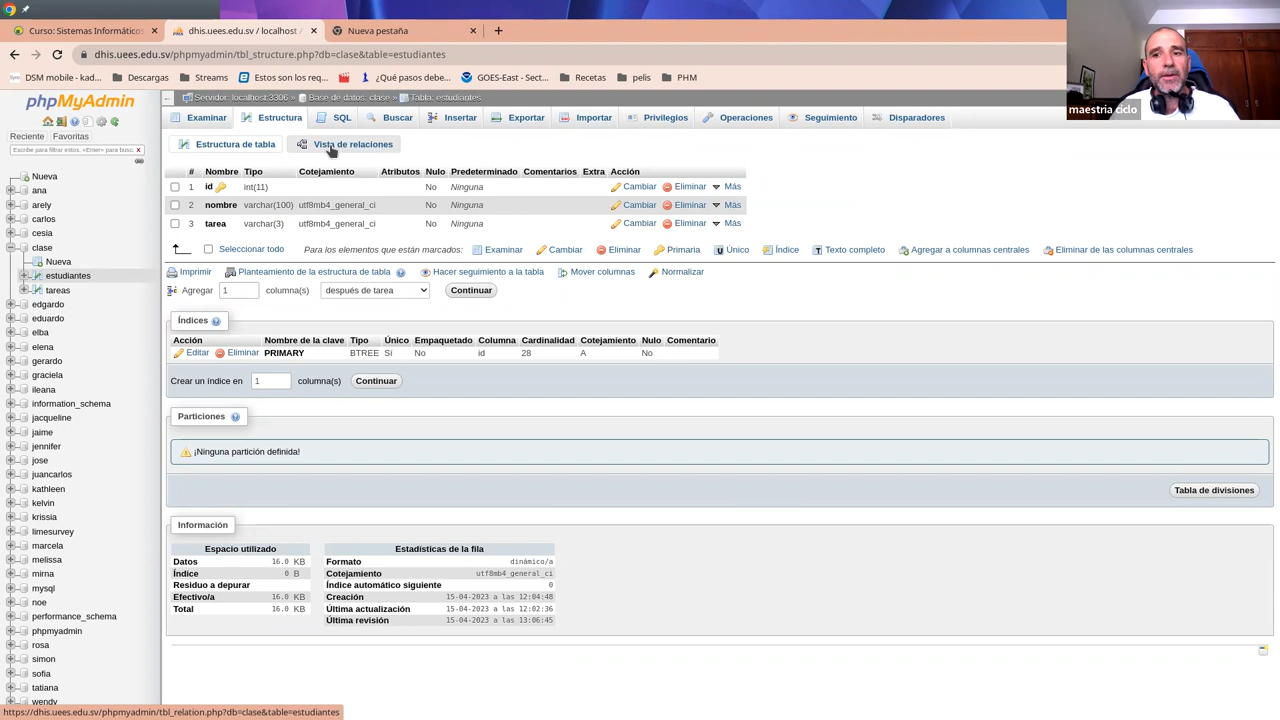 Curso: Sistemas Informáticos
dhis.uees.edu.sv / localhost /
Nueva pestaña
dhis.uees.edu.sv/phpmyadmin/tbl_structure.php?db=clase&table=estudiantes
DSM mobile - kad...
Descargas
Streams
Estos son los req...
¿Qué pasos debe...
GOES-East - Sect...
Recetas
pelis
PHM
maestria ciclo
phpMyAdmin
Reciente
Favoritas
Escribe para filtrar estos, «Enter» para busc.
X
Nueva
ana
arely
carlos
cesia
clase
Nueva
estudiantes
tareas
edgardo
eduardo
elba
elena
gerardo
graciela
ileana
information_schema
jacqueline
jaime
jennifer
jose
juancarlos
kathleen
kelvin
krissia
limesurvey
marcela
melissa
mirna
mysql
noe
performance_schema
phpmyadmin
rosa
simon
sofia
tatiana
wendy
Servidor: localhost:3306 » Base de datos: clase » Tabla: estudiantes
Examinar
Estructura
SQL
Buscar
Insertar
Exportar
Importar
Privilegios
Operaciones
Seguimiento
Disparadores
Estructura de tabla
Vista de relaciones
# Nombre Tipo Cotejamiento Atributos Nulo Predeterminado Comentarios Extra Acción
1 id int(11) No Ninguna Cambiar Eliminar Más
2 nombre varchar(100) utf8mb4_general_ci No Ninguna Cambiar Eliminar Más
3 tarea varchar(3) utf8mb4_general_ci No Ninguna Cambiar Eliminar Más
Seleccionar todo Para los elementos que están marcados: Examinar Cambiar Eliminar Primaria Único Índice Texto completo Agregar a columnas centrales Eliminar de las columnas centrales
Imprimir Planteamiento de la estructura de tabla Hacer seguimiento a la tabla Mover columnas Normalizar
Agregar 1 columna(s) después de tarea Continuar
Índices
Acción Nombre de la clave Tipo Único Empaquetado Columna Cardinalidad Cotejamiento Nulo Comentario
Editar Eliminar PRIMARY BTREE Sí No id 28 A No
Crear un índice en 1 columna(s) Continuar
Particiones
¡Ninguna partición definida!
Tabla de divisiones
Información
Espacio utilizado
Datos 16.0 KB
Índice 0 B
Residuo a depurar
Efectivo/a 16.0 KB
Total 16.0 KB
Estadísticas de la fila
Formato dinámico/a
Cotejamiento utf8mb4_general_ci
Índice automático siguiente 0
Creación 15-04-2023 a las 12:04:48
Última actualización 15-04-2023 a las 12:02:36
Última revisión 15-04-2023 a las 13:06:45
https://dhis.uees.edu.sv/phpmyadmin/tbl_relation.php?db=clase&table=estudiantes